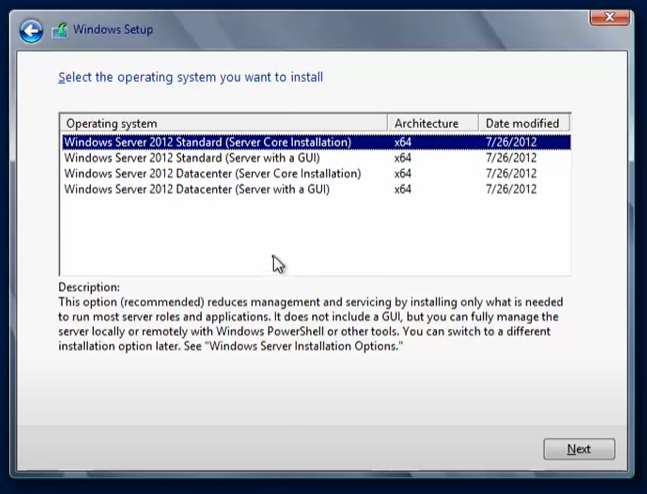 Windows Setup
Select the operating system you want to install
Operating system Architecture Date modified
Windows Server 2012 Standard (Server Core Installation) x64 7/26/2012
Windows Server 2012 Standard (Server with a GUI) x64 7/26/2012
Windows Server 2012 Datacenter (Server Core Installation) x64 7/26/2012
Windows Server 2012 Datacenter (Server with a GUI) x64 7/26/2012
Description:
This option (recommended) reduces management and servicing by installing only what is needed
to run most server roles and applications. It does not include a GUI, but you can fully manage the
server locally or remotely with Windows PowerShell or other tools. You can switch to a different
installation option later. See "Windows Server Installation Options."
Next